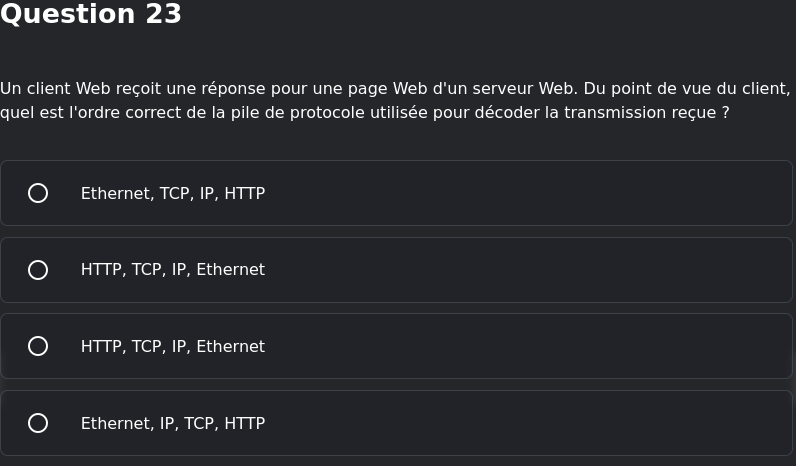 Question 23
Un client Web reçoit une réponse pour une page Web d'un serveur Web. Du point de vue du client,
quel est l'ordre correct de la pile de protocole utilisée pour décoder la transmission reçue ?
Ethernet, TCP, IP, HTTP
HTTP, TCP, IP, Ethernet
HTTP, TCP, IP, Ethernet
Ethernet, IP, TCP, HTTP